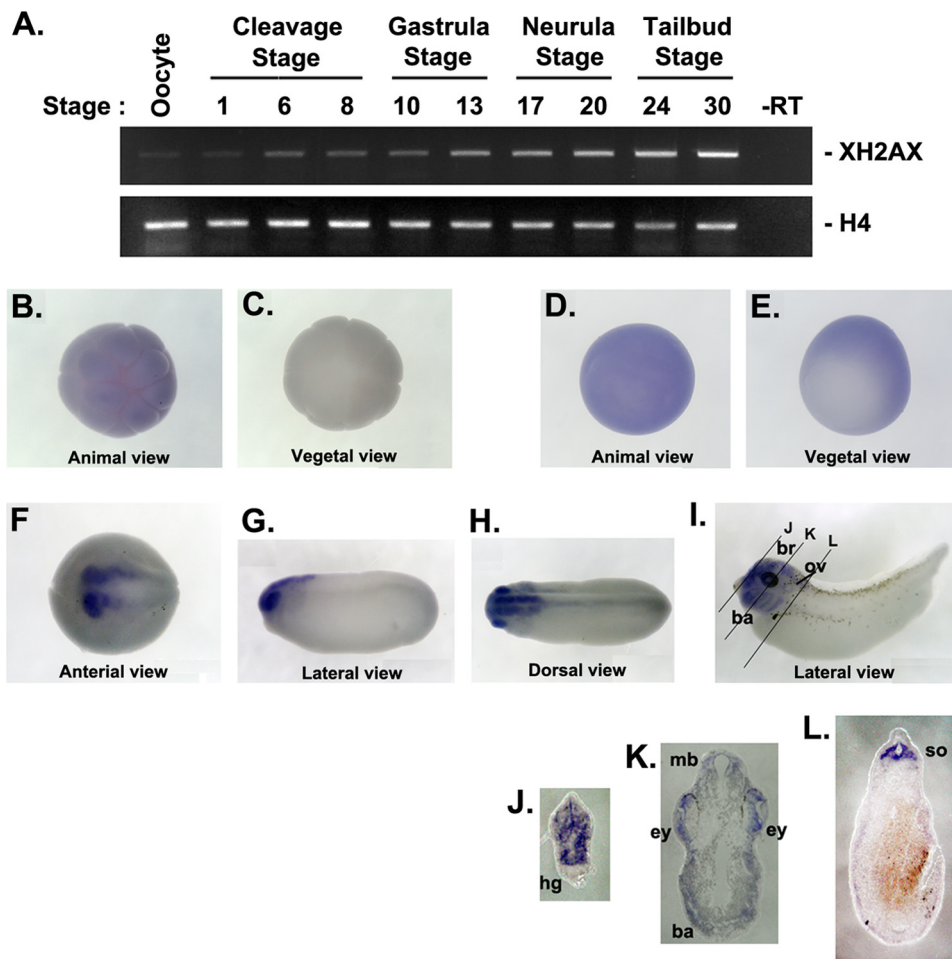 A.
Oocyte
Cleavage Stage
Gastrula Stage
Neurula Stage
Tailbud Stage
Stage : 1 6 8 10 13 17 20 24 30 -RT
- XH2AX
- H4
B.
Animal view
C.
Vegetal view
D.
Animal view
E.
Vegetal view
F
Anterial view
G.
Lateral view
H.
Dorsal view
I.
J K L
br
ov
ba
Lateral view
J.
hg
K.
mb
ey ey
ba
L.
so